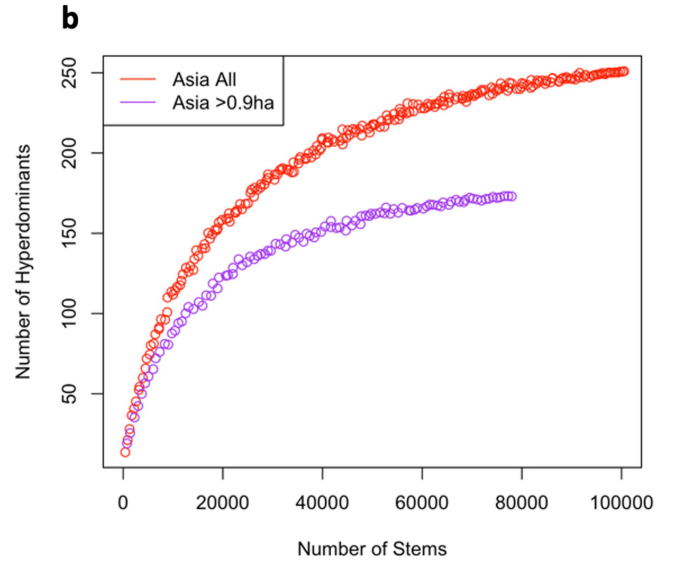 b
Asia All
Asia >0.9ha
Number of Hyperdominants
250
200
150
100
50
0 20000 40000 60000 80000 100000
Number of Stems